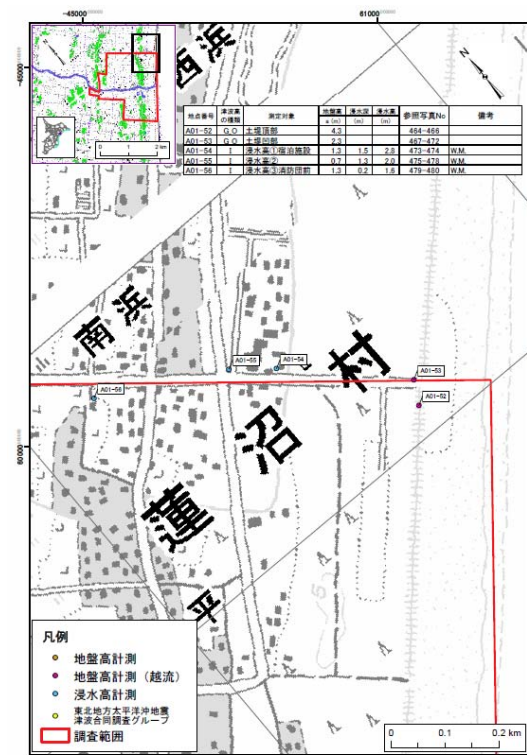 -45000
61000
-45000
0 1 2 km
西浜
地点番号 津波高の種類 測定対象 地盤高 a (m) 浸水深 (m) 浸水高 (m) 参照写真No 備考
A01-52 G,O 土堤頂部 4.3 464-466
A01-53 G,O 土堤凹部 2.3 467-472
A01-54 I 浸水高①宿泊施設 1.3 1.5 2.8 473-474 W.M.
A01-55 I 浸水高② 0.7 1.3 2.0 475-478 W.M.
A01-56 I 浸水高③消防団前 1.3 0.2 1.6 479-480 W.M.
南浜
A01-55
A01-54
A01-53
A01-56
A01-52
蓮沼村
平
凡例
地盤高計測
地盤高計測（越流）
浸水高計測
東北地方太平洋沖地震
津波合同調査グループ
調査範囲
0 0.1 0.2 km